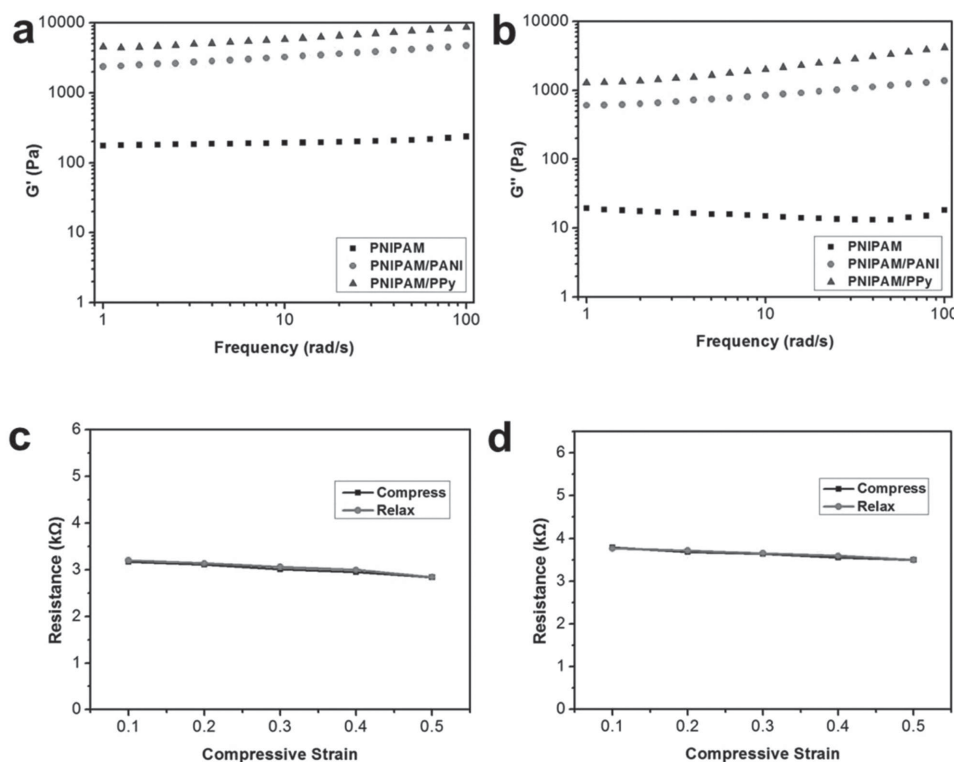 a
G' (Pa)
10000
1000
100
10
1
PNIPAM
PNIPAM/PANI
PNIPAM/PPy
1
10
100
Frequency (rad/s)
b
G'' (Pa)
10000
1000
100
10
1
PNIPAM
PNIPAM/PANI
PNIPAM/PPy
1
10
100
Frequency (rad/s)
c
Resistance (kΩ)
6
5
4
3
2
1
0
Compress
Relax
0.1
0.2
0.3
0.4
0.5
Compressive Strain
d
Resistance (kΩ)
6
5
4
3
2
1
0
Compress
Relax
0.1
0.2
0.3
0.4
0.5
Compressive Strain